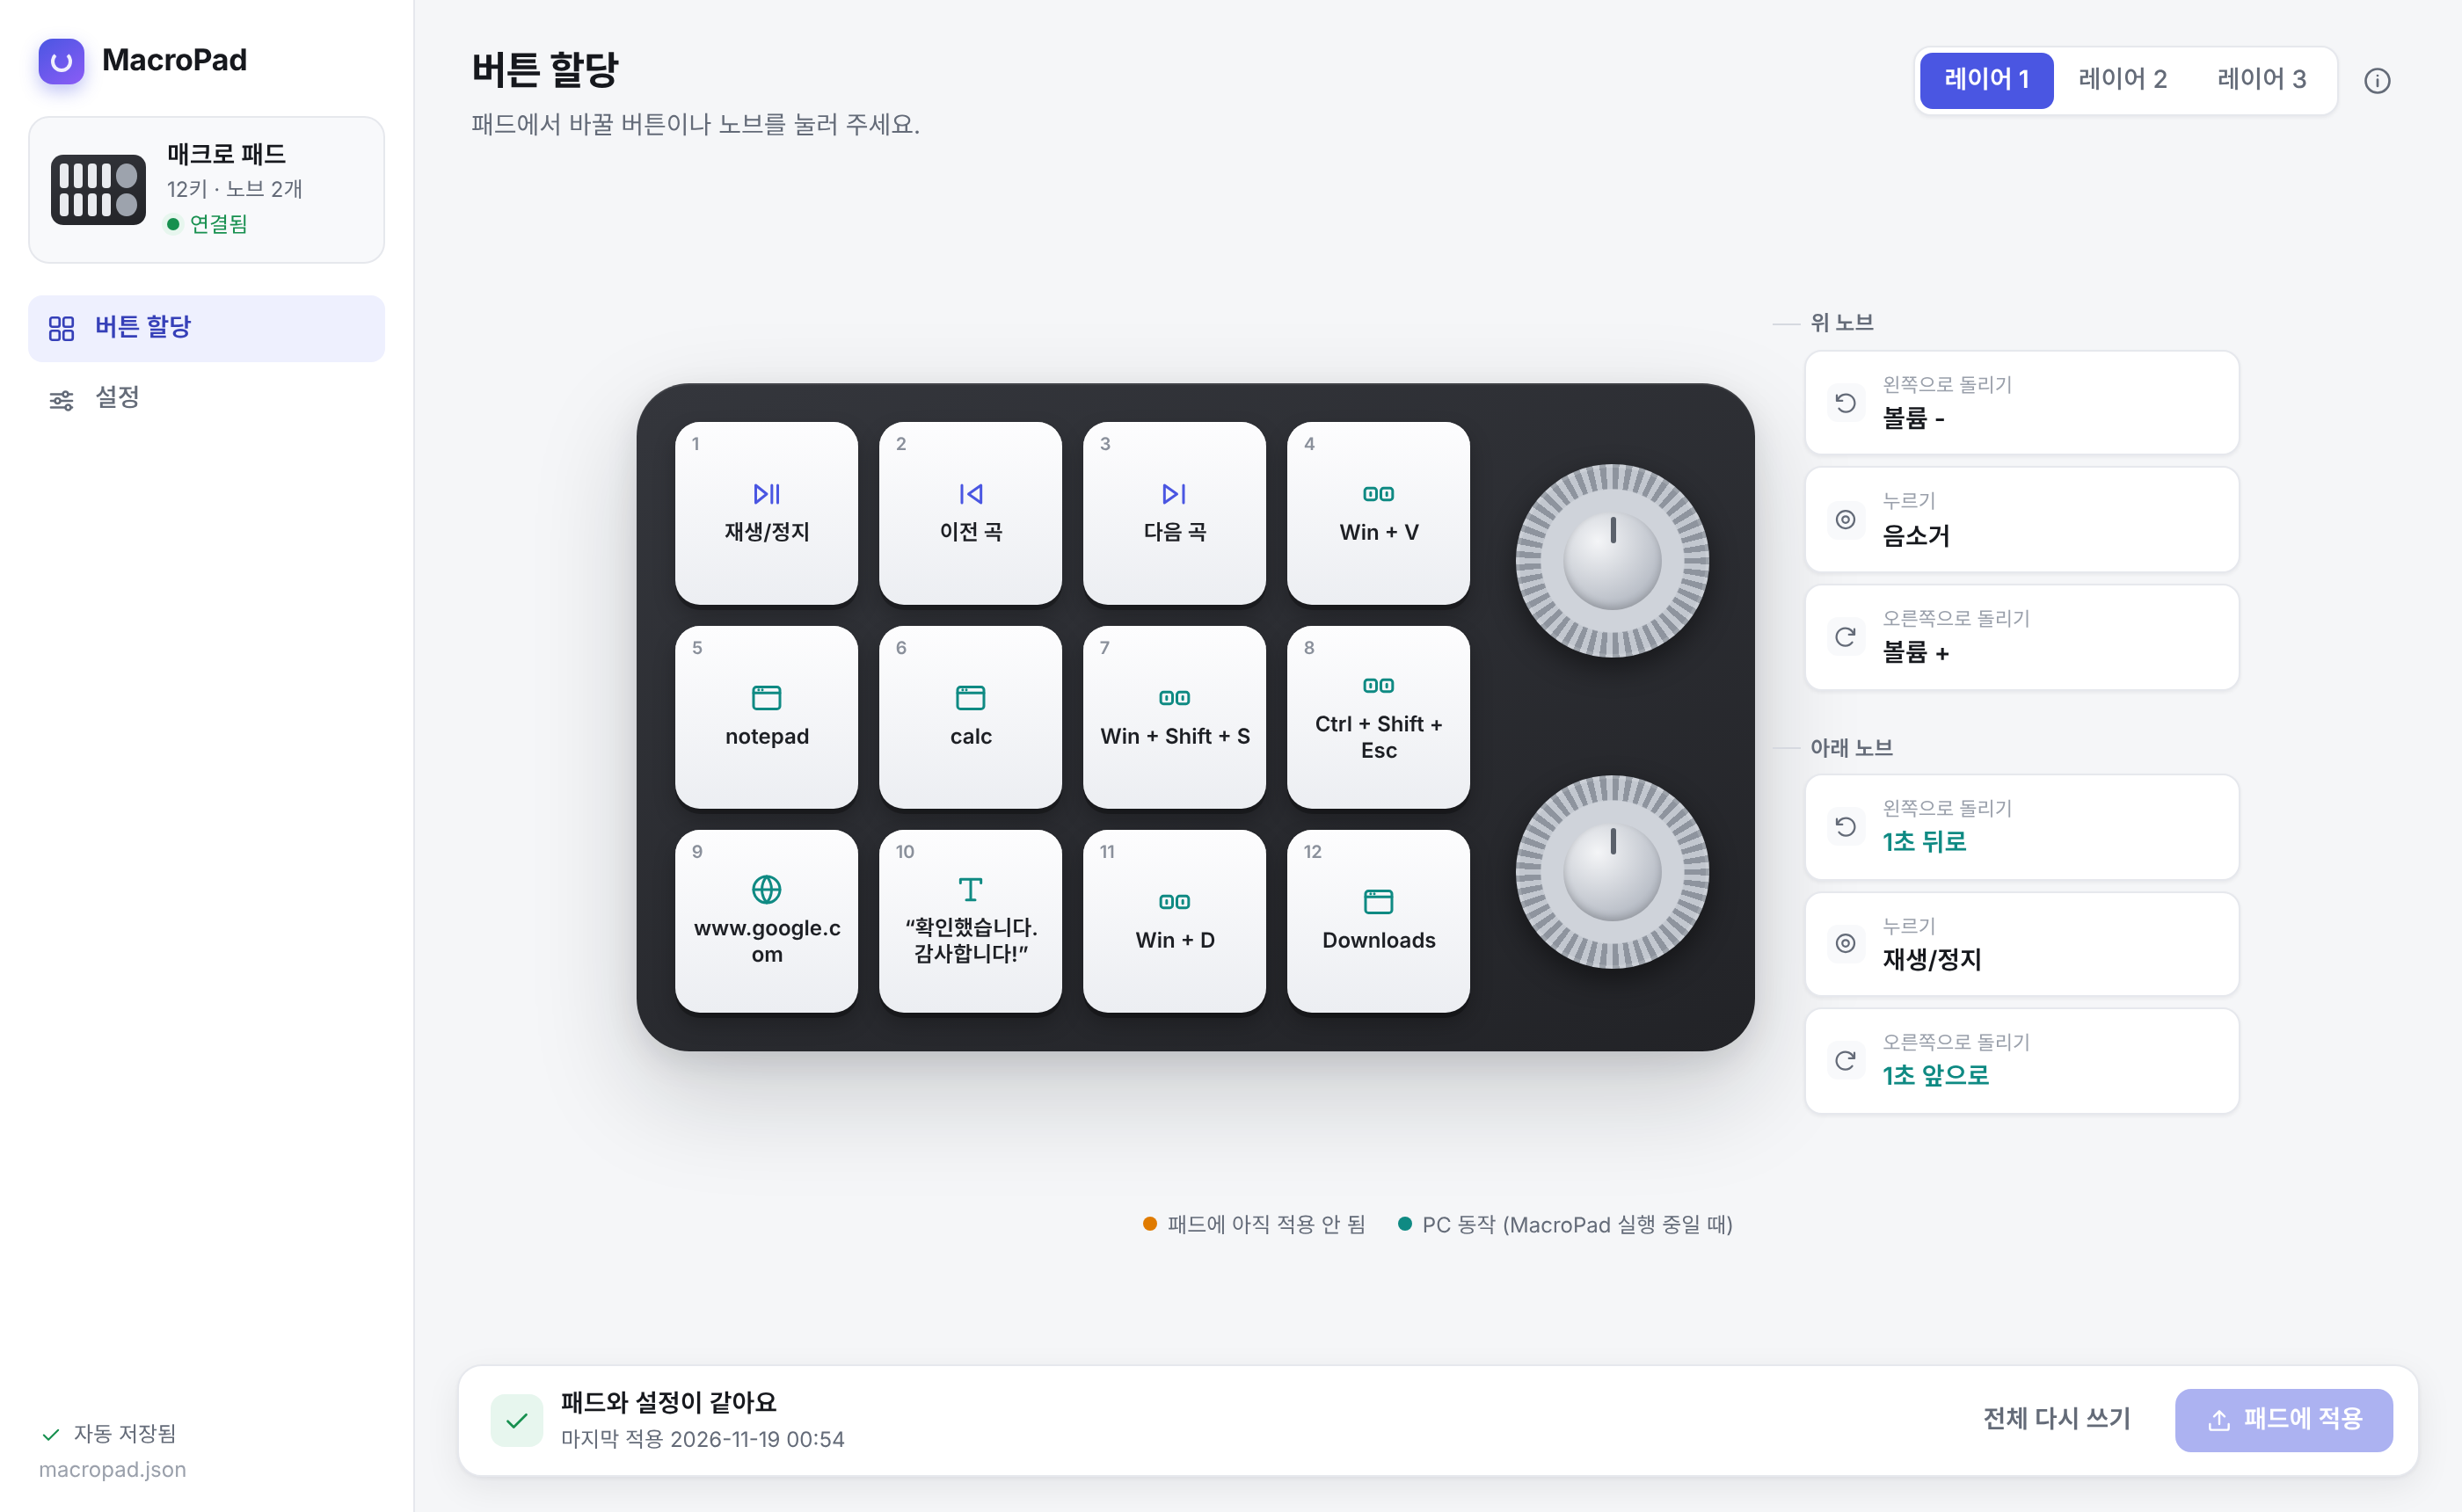 MacroPad
매크로 패드
12키 · 노브 2개
연결됨
버튼 할당
설정
자동 저장됨
macropad.json
버튼 할당
패드에서 바꿀 버튼이나 노브를 눌러 주세요.
레이어 1
레이어 2
레이어 3
1
재생/정지
2
이전 곡
3
다음 곡
4
Win + V
5
notepad
6
calc
7
Win + Shift + S
8
Ctrl + Shift +
Esc
9
www.google.c
om
10
“확인했습니다.
감사합니다!”
11
Win + D
12
Downloads
위 노브
왼쪽으로 돌리기
볼륨 -
누르기
음소거
오른쪽으로 돌리기
볼륨 +
아래 노브
왼쪽으로 돌리기
1초 뒤로
누르기
재생/정지
오른쪽으로 돌리기
1초 앞으로
패드에 아직 적용 안 됨
PC 동작 (MacroPad 실행 중일 때)
패드와 설정이 같아요
마지막 적용 2026-11-19 00:54
전체 다시 쓰기
패드에 적용